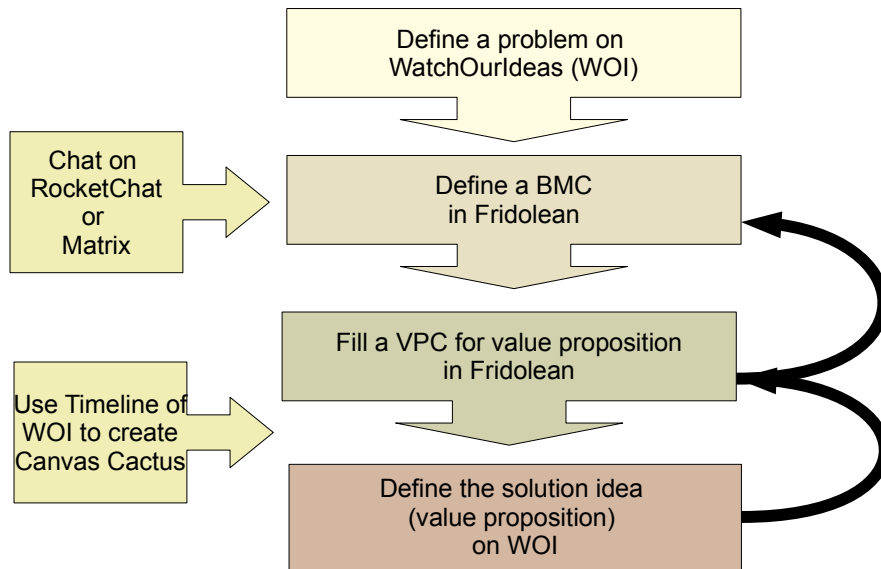 Define a problem on
WatchOurIdeas (WOI)
Chat on
RocketChat
or
Matrix
Define a BMC
in Fridolean
Fill a VPC for value proposition
in Fridolean
Use Timeline of
WOI to create
Canvas Cactus
Define the solution idea
(value proposition)
on WOI